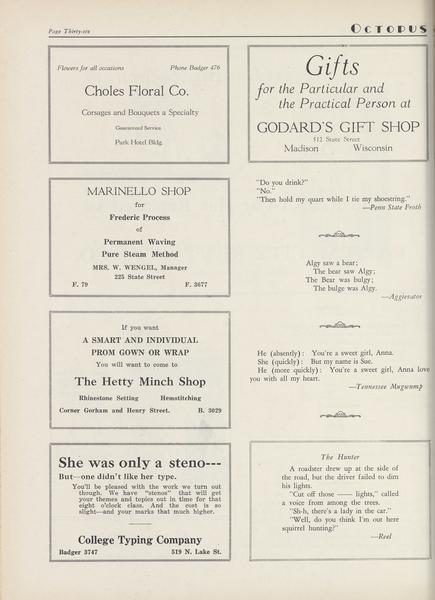 Page Thirty-six
OCTOPUS
Flowers for all occasions Phone Badger 476
Choles Floral Co.
Corsages and Bouquets a Specialty
Guaranteed Service
Park Hotel Bldg.
MARINELLO SHOP
for
Frederic Process
of
Permanent Waving
Pure Steam Method
MRS. W. WENGEL, Manager
225 State Street
F. 79 F. 3677
If you want
A SMART AND INDIVIDUAL
PROM GOWN OR WRAP
You will want to come to
The Hetty Minch Shop
Rhinestone Setting Hemstitching
Corner Gorham and Henry Street. B. 3029
She was only a steno---
But—one didn't like her type.
You'll be pleased with the work we turn out
though. We have "stenos" that will get
your themes and topics out in time for that
eight o'clock class. And the cost is so
slight—and your marks that much higher.
College Typing Company
Badger 3747 519 N. Lake St.
Gifts
for the Particular and
the Practical Person at
GODARD'S GIFT SHOP
512 State Street
Madison Wisconsin
"Do you drink?"
"No."
"Then hold my quart while I tie my shoestring."
—Penn State Froth
Algy saw a bear;
The bear saw Algy;
The Bear was bulgy;
The bulge was Algy.
—Aggievator
He (absently): You're a sweet girl, Anna.
She (quickly): But my name is Sue.
He (more quickly): You're a sweet girl, Anna love
you with all my heart.
—Tennessee Mugwump
The Hunter
A roadster drew up at the side of
the road, but the driver failed to dim
his lights.
"Cut off those —— lights," called
a voice from among the trees.
"Sh-h, there's a lady in the car."
"Well, do you think I'm out here
squirrel hunting?"
—Reel